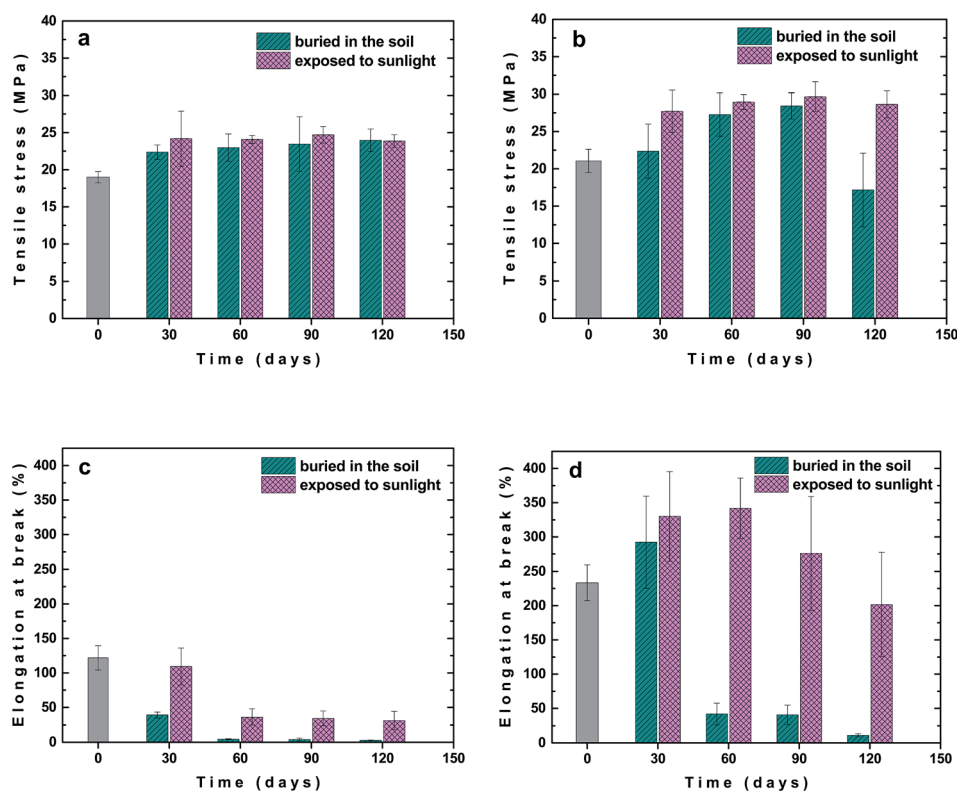 a
buried in the soil
exposed to sunlight
Tensile stress (MPa)
40
35
30
25
20
15
10
5
0
0 30 60 90 120 150
Time (days)
b
buried in the soil
exposed to sunlight
Tensile stress (MPa)
40
35
30
25
20
15
10
5
0
0 30 60 90 120 150
Time (days)
c
buried in the soil
exposed to sunlight
Elongation at break (%)
400
350
300
250
200
150
100
50
0
0 30 60 90 120 150
Time (days)
d
buried in the soil
exposed to sunlight
Elongation at break (%)
400
350
300
250
200
150
100
50
0
0 30 60 90 120 150
Time (days)